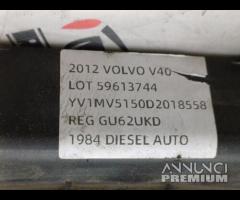 2012 VOLVO V40
LOT 59613744
YV1MV5150D2018558
REG GU62UKD
1984 DIESEL AUTO
ANNUNCI
PREMIUM